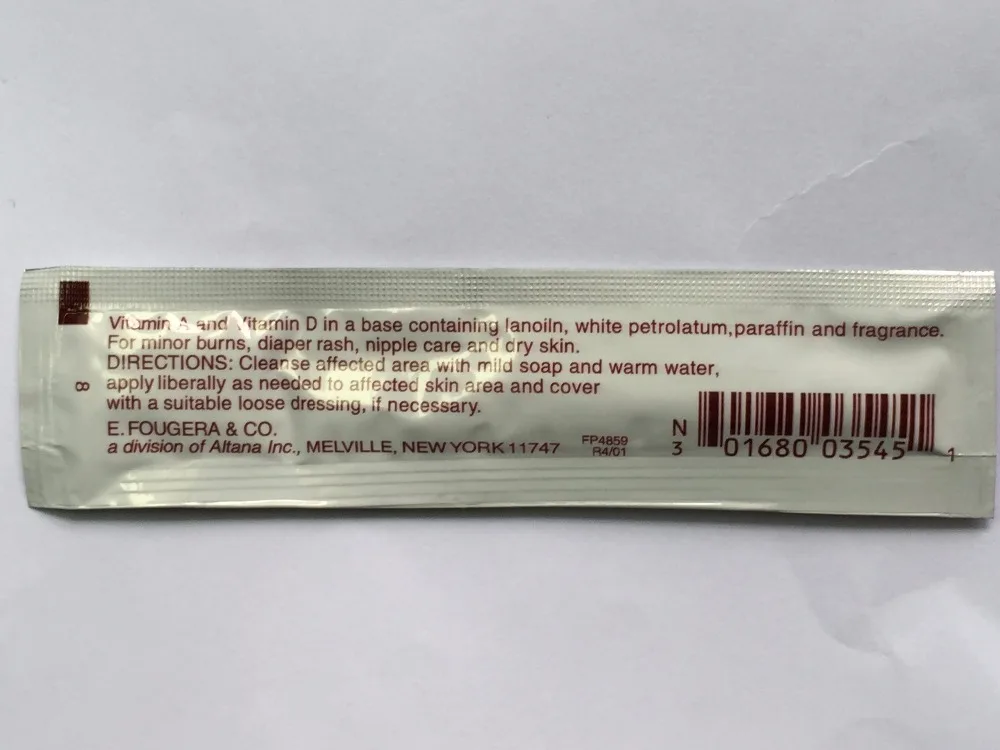 Vitamin A and Vitamin D in a base containing lanoiln, white petrolatum, paraffin and fragrance.
For minor burns, diaper rash, nipple care and dry skin.
DIRECTIONS: Cleanse affected area with mild soap and warm water,
apply liberally as needed to affected skin area and cover
with a suitable loose dressing, if necessary.
E. FOUGERA & CO.
a division of Altana Inc., MELVILLE, NEW YORK 11747
FP4859
R4/01
8
N
3 01680 03545 1